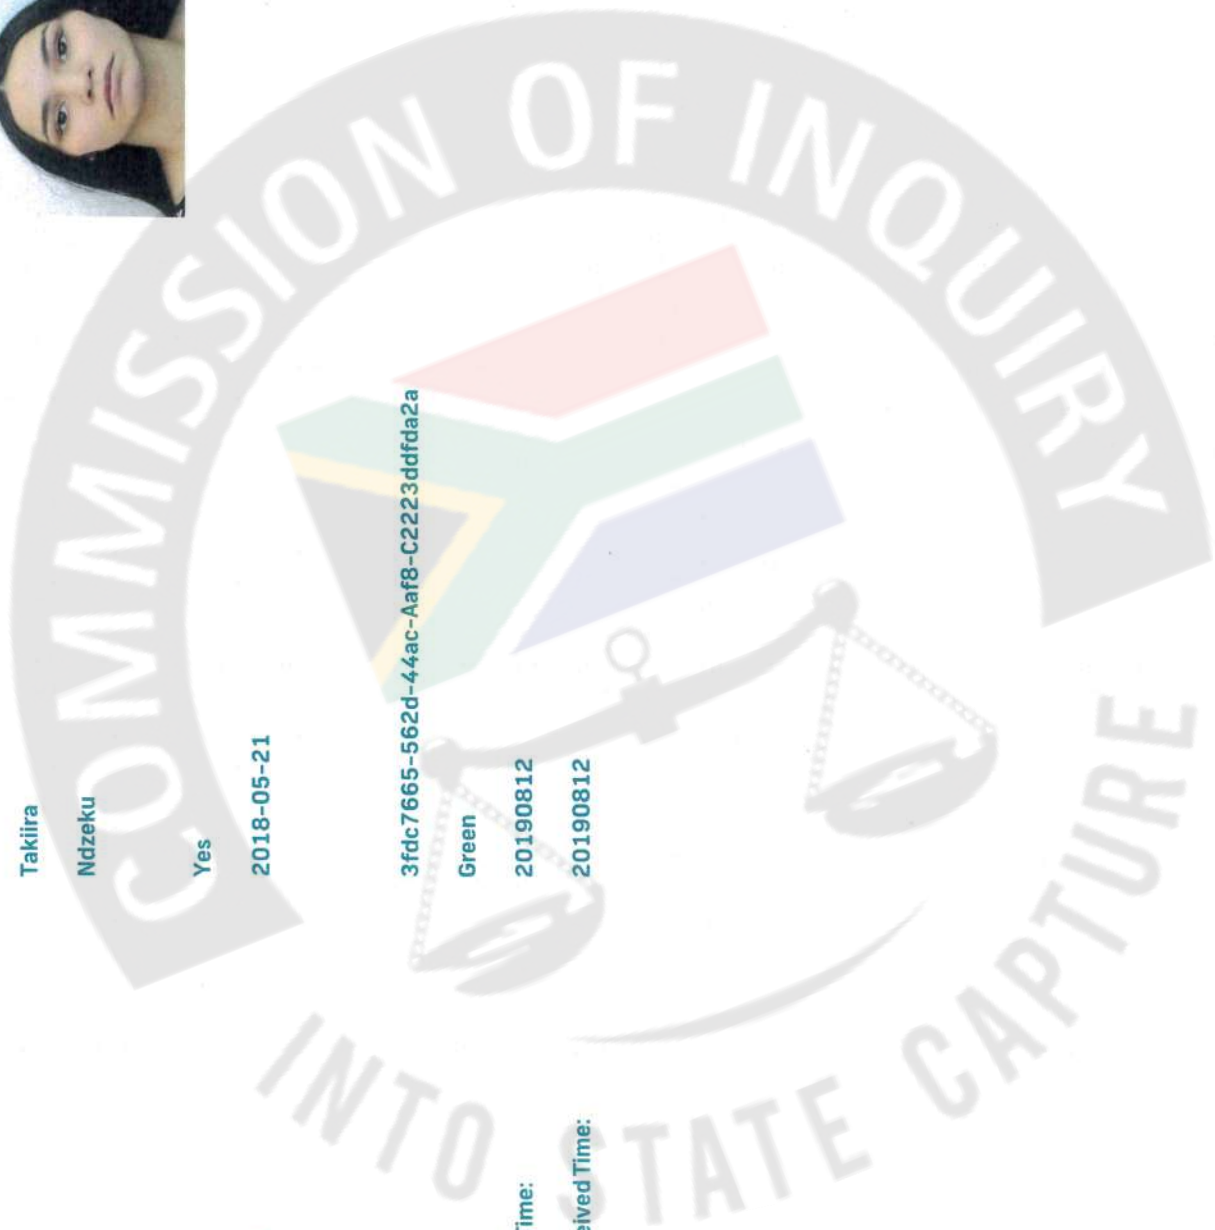 COMMISSION OF INQUIRY
INTO STATE CAPTURE
Takiira
Ndzeku
Yes
2018-05-21
3fdc7665-562d-44ac-Aaf8-C2223ddfda2a
Green
Time: 20190812
eived Time: 20190812